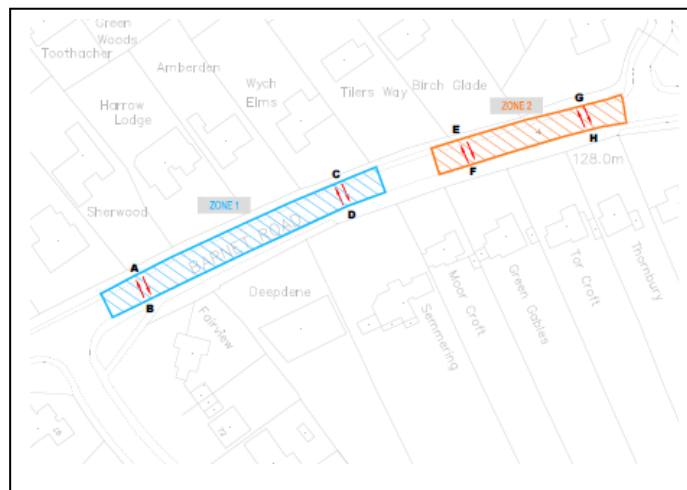 Green
Woods
Toothacher
Amberden
Wych
Elms
Harrow
Lodge
Tilers Way
Birch Glade
ZONE 2
G
E
H
F
128.0m
C
ZONE 1
D
Sherwood
BARNET ROAD
A
B
Deepdene
Fairview
Semmering
Moor Croft
Green Gables
Tor Croft
Thornbury
72